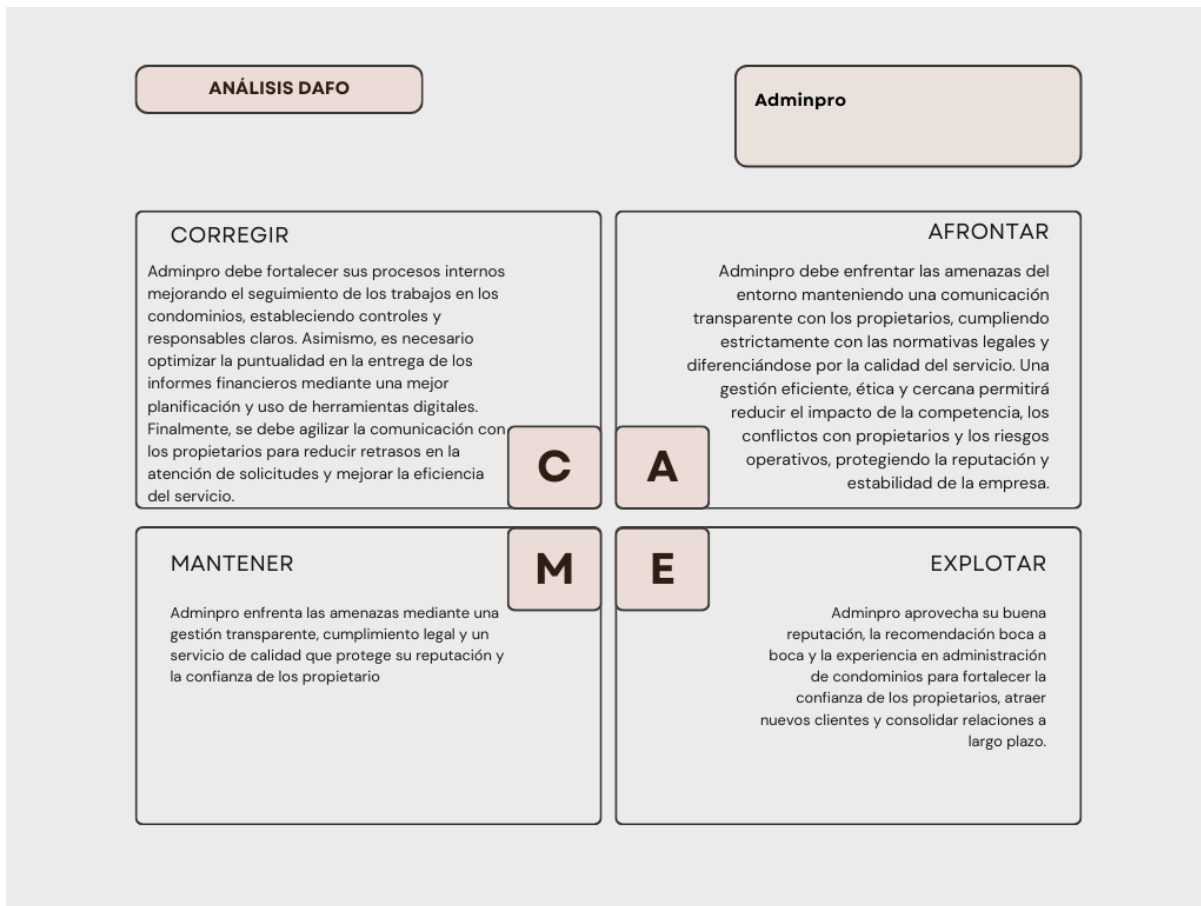 ANÁLISIS DAFO
Adminpro
CORREGIR
Adminpro debe fortalecer sus procesos internos
mejorando el seguimiento de los trabajos en los
condominios, estableciendo controles y
responsables claros. Asimismo, es necesario
optimizar la puntualidad en la entrega de los
informes financieros mediante una mejor
planificación y uso de herramientas digitales.
Finalmente, se debe agilizar la comunicación con
los propietarios para reducir retrasos en la
atención de solicitudes y mejorar la eficiencia
del servicio.
C
AFRONTAR
Adminpro debe enfrentar las amenazas del
entorno manteniendo una comunicación
transparente con los propietarios, cumpliendo
estrictamente con las normativas legales y
diferenciándose por la calidad del servicio. Una
gestión eficiente, ética y cercana permitirá
reducir el impacto de la competencia, los
conflictos con propietarios y los riesgos
operativos, protegiendo la reputación y
estabilidad de la empresa.
A
MANTENER
Adminpro enfrenta las amenazas mediante una
gestión transparente, cumplimiento legal y un
servicio de calidad que protege su reputación y
la confianza de los propietario
M
EXPLOTAR
Adminpro aprovecha su buena
reputación, la recomendación boca a
boca y la experiencia en administración
de condominios para fortalecer la
confianza de los propietarios, atraer
nuevos clientes y consolidar relaciones a
largo plazo.
E